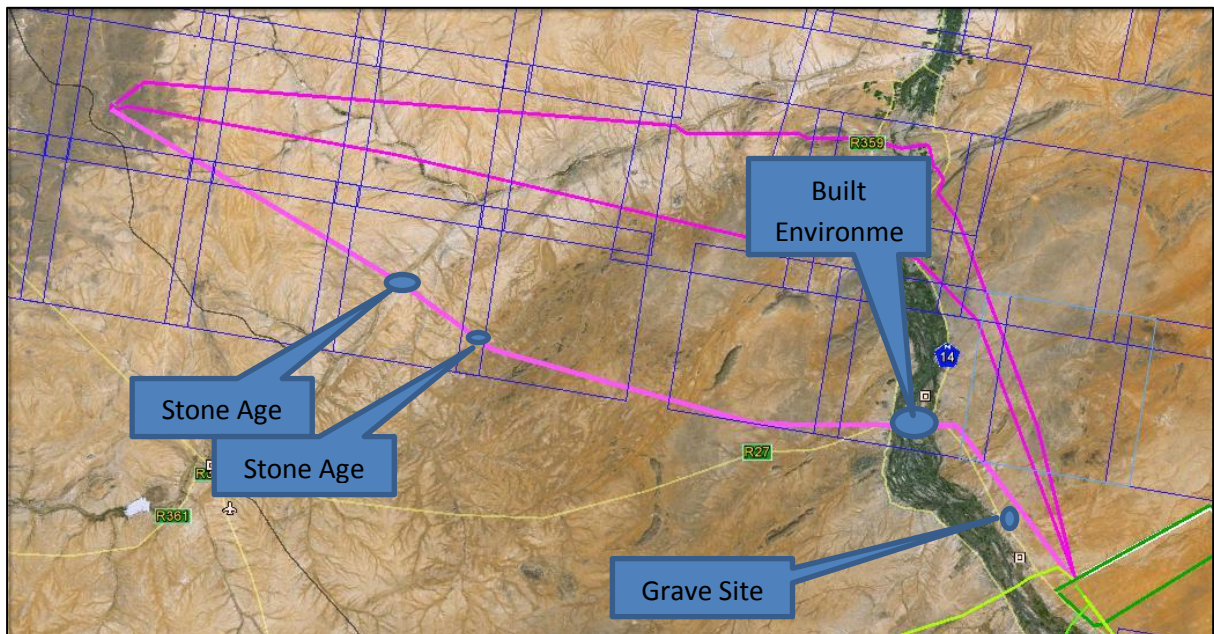 R359
Built
Environme
14
Stone Age
Stone Age
R27
R361
Grave Site